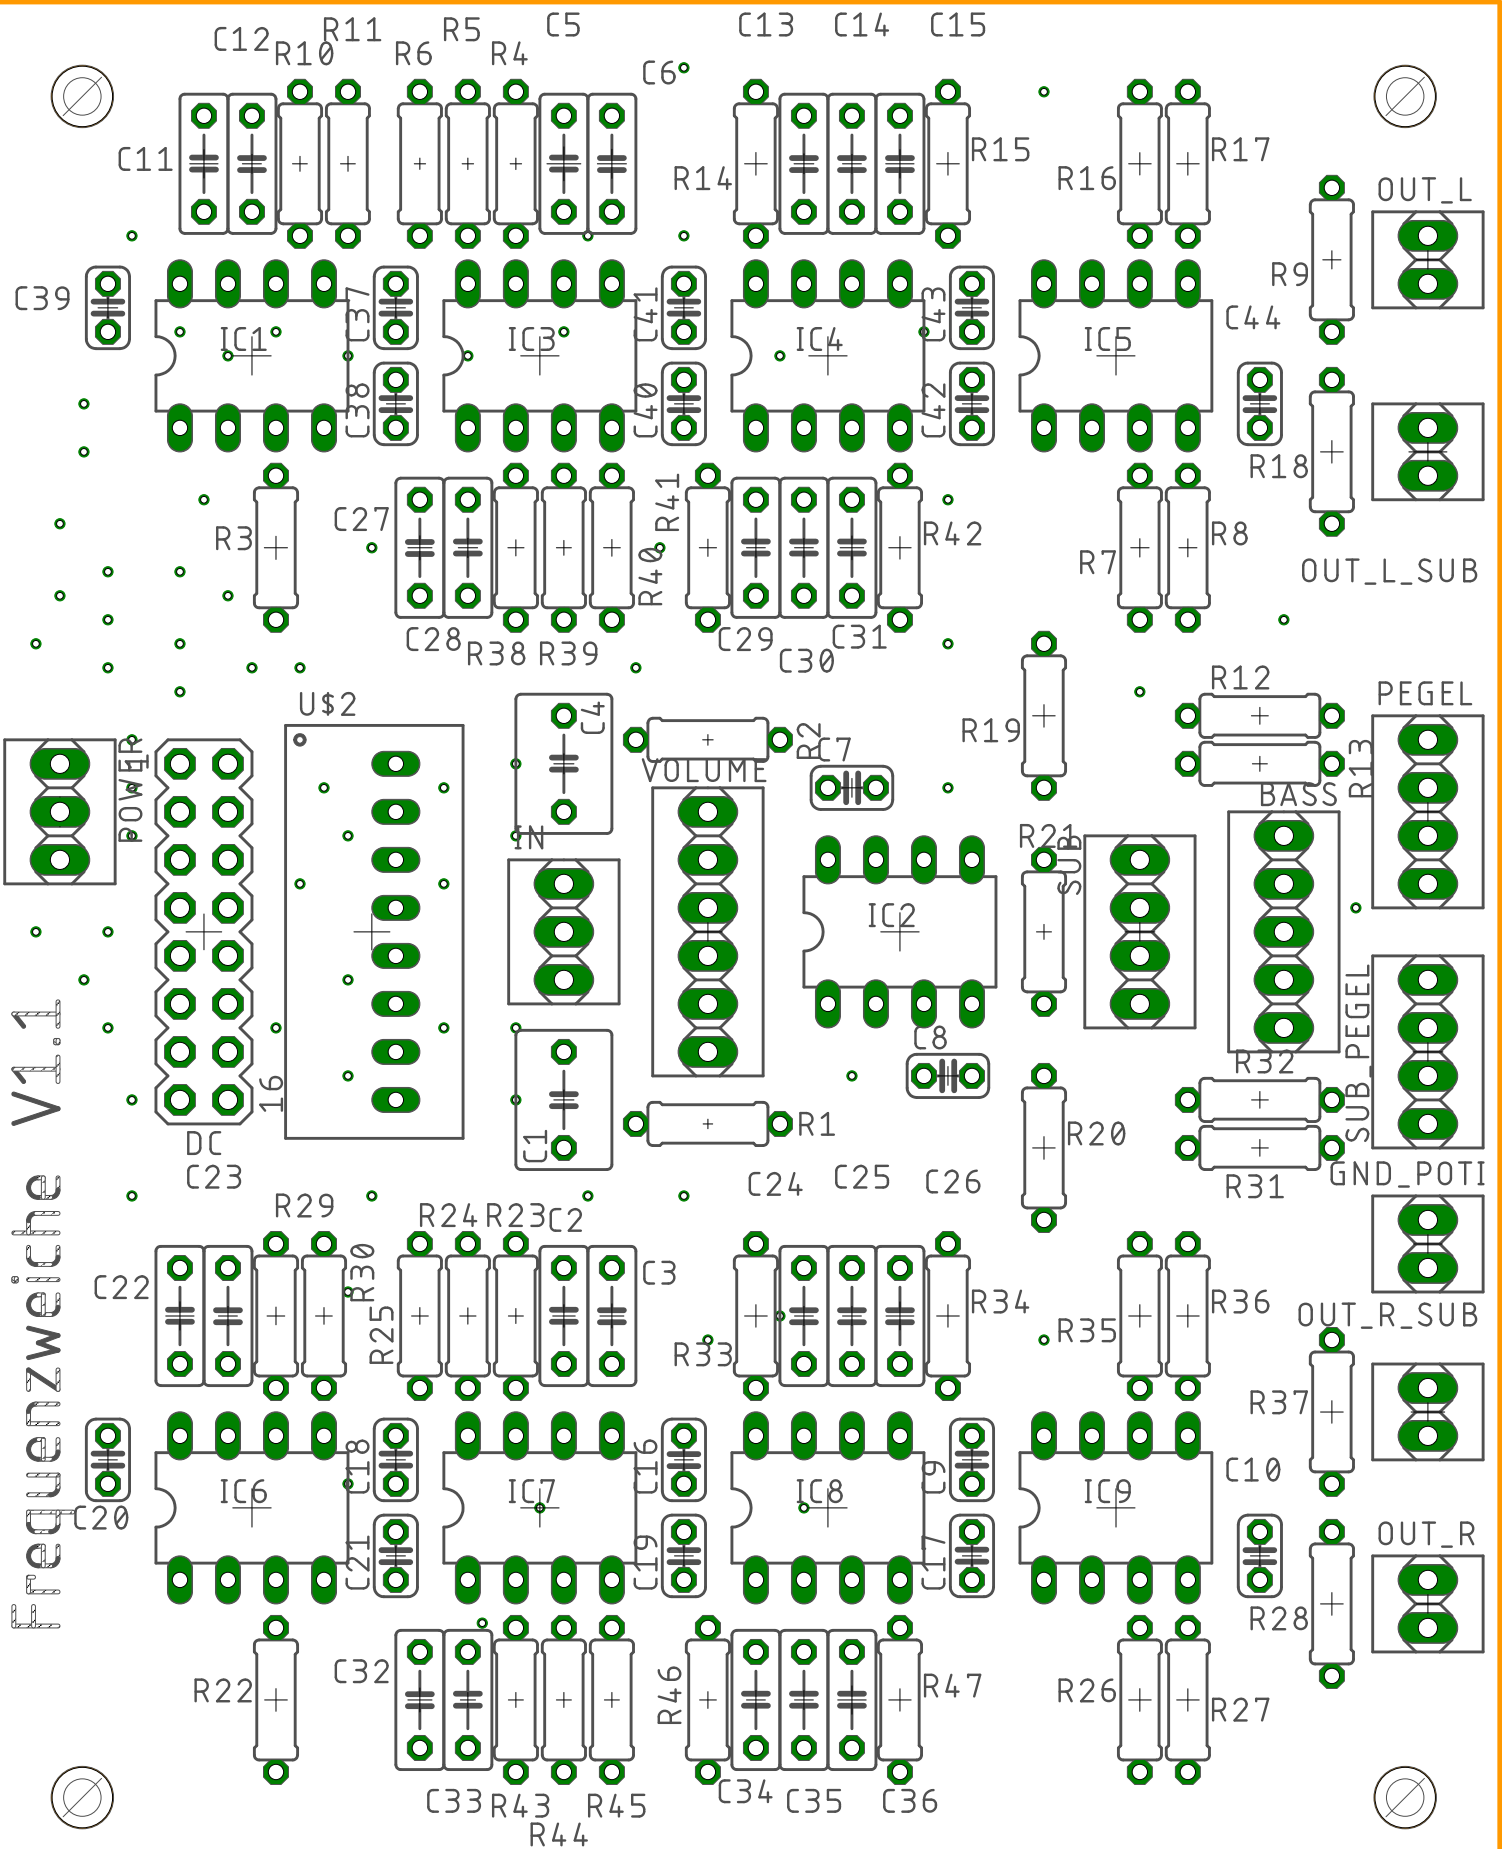 C12
R10
R11
R6
R5
R4
C5
C6
C13
C14
C15
C11
R14
R15
R16
R17
OUT_L
C39
C37
C41
C43
R9
C44
IC1
IC3
IC4
IC5
C38
C40
C42
R18
R3
C27
R41
R42
R7
R8
R40
OUT_L_SUB
C28
R38
R39
C29
C30
C31
U$2
C4
R12
PEGEL
R19
R2
C7
VOLUME
POWER
1
R13
BASS
IN
R21
SUB
IC2
SUB_PEGEL
C8
R32
16
DC
C1
R1
R20
C23
R31
GND_POTI
C24
C25
C26
R29
R24
R23
C2
C22
R30
C3
R25
R33
R34
R35
R36
OUT_R_SUB
R37
C18
C16
C9
C10
IC6
IC7
IC8
IC9
C20
C21
C19
C17
OUT_R
R28
R22
C32
R46
R47
R26
R27
C33
R43
R44
R45
C34
C35
C36
Frequenzweiche V1.1